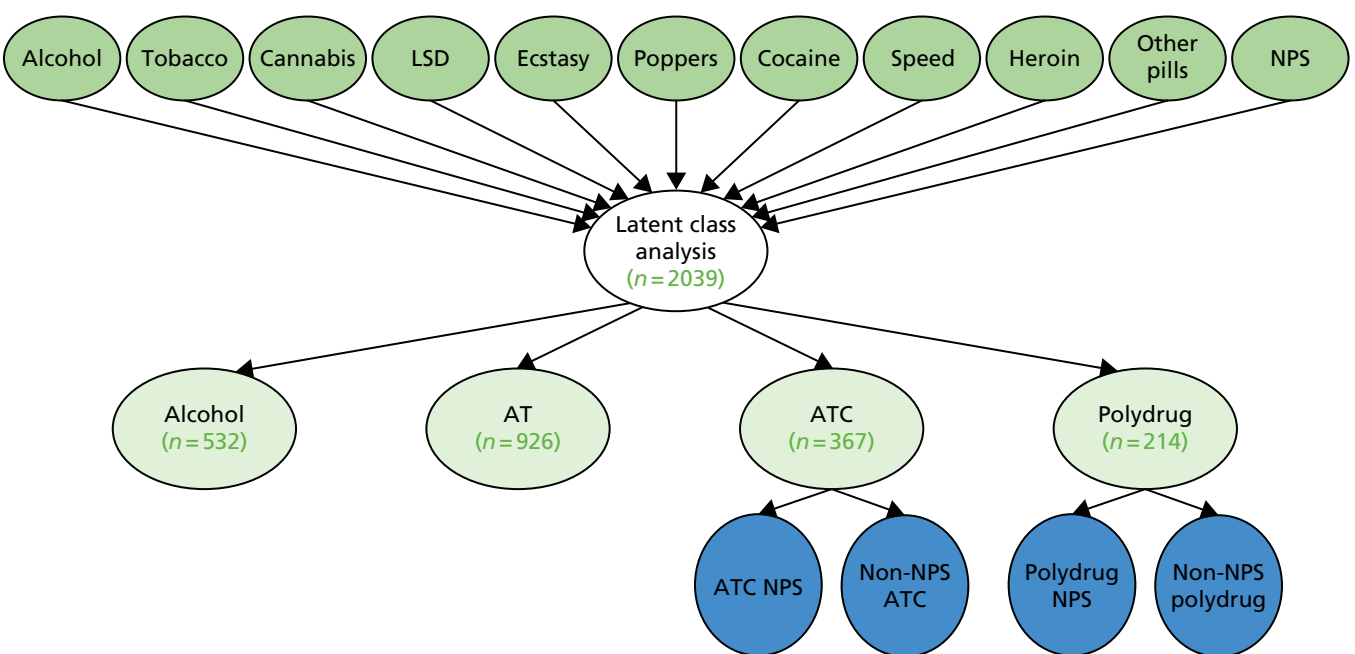 Alcohol
Tobacco
Cannabis
LSD
Ecstasy
Poppers
Cocaine
Speed
Heroin
Other
pills
NPS
Latent class
analysis
(n=2039)
Alcohol
(n=532)
AT
(n=926)
ATC
(n=367)
Polydrug
(n=214)
ATC NPS
Non-NPS
ATC
Polydrug
NPS
Non-NPS
polydrug